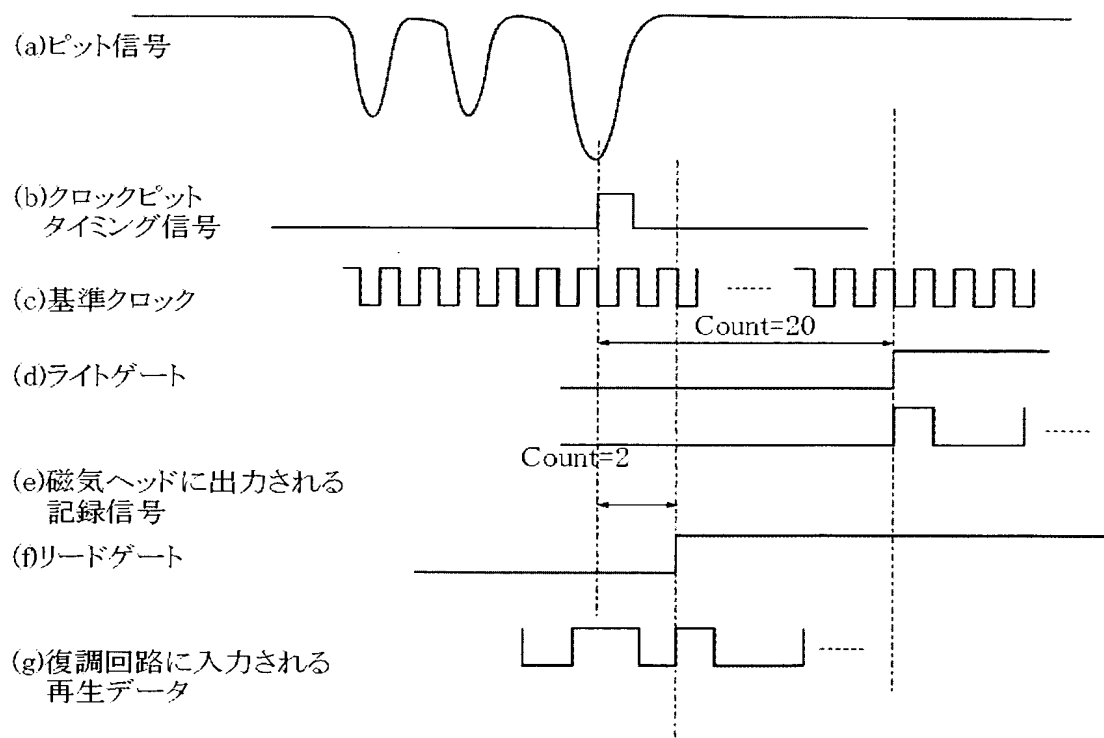 (a)ピット信号
(b)クロックピット
タイミング信号
(c)基準クロック
Count=20
(d)ライトゲート
Count=2
(e)磁気ヘッドに出力される
記録信号
(f)リードゲート
(g)復調回路に入力される
再生データ